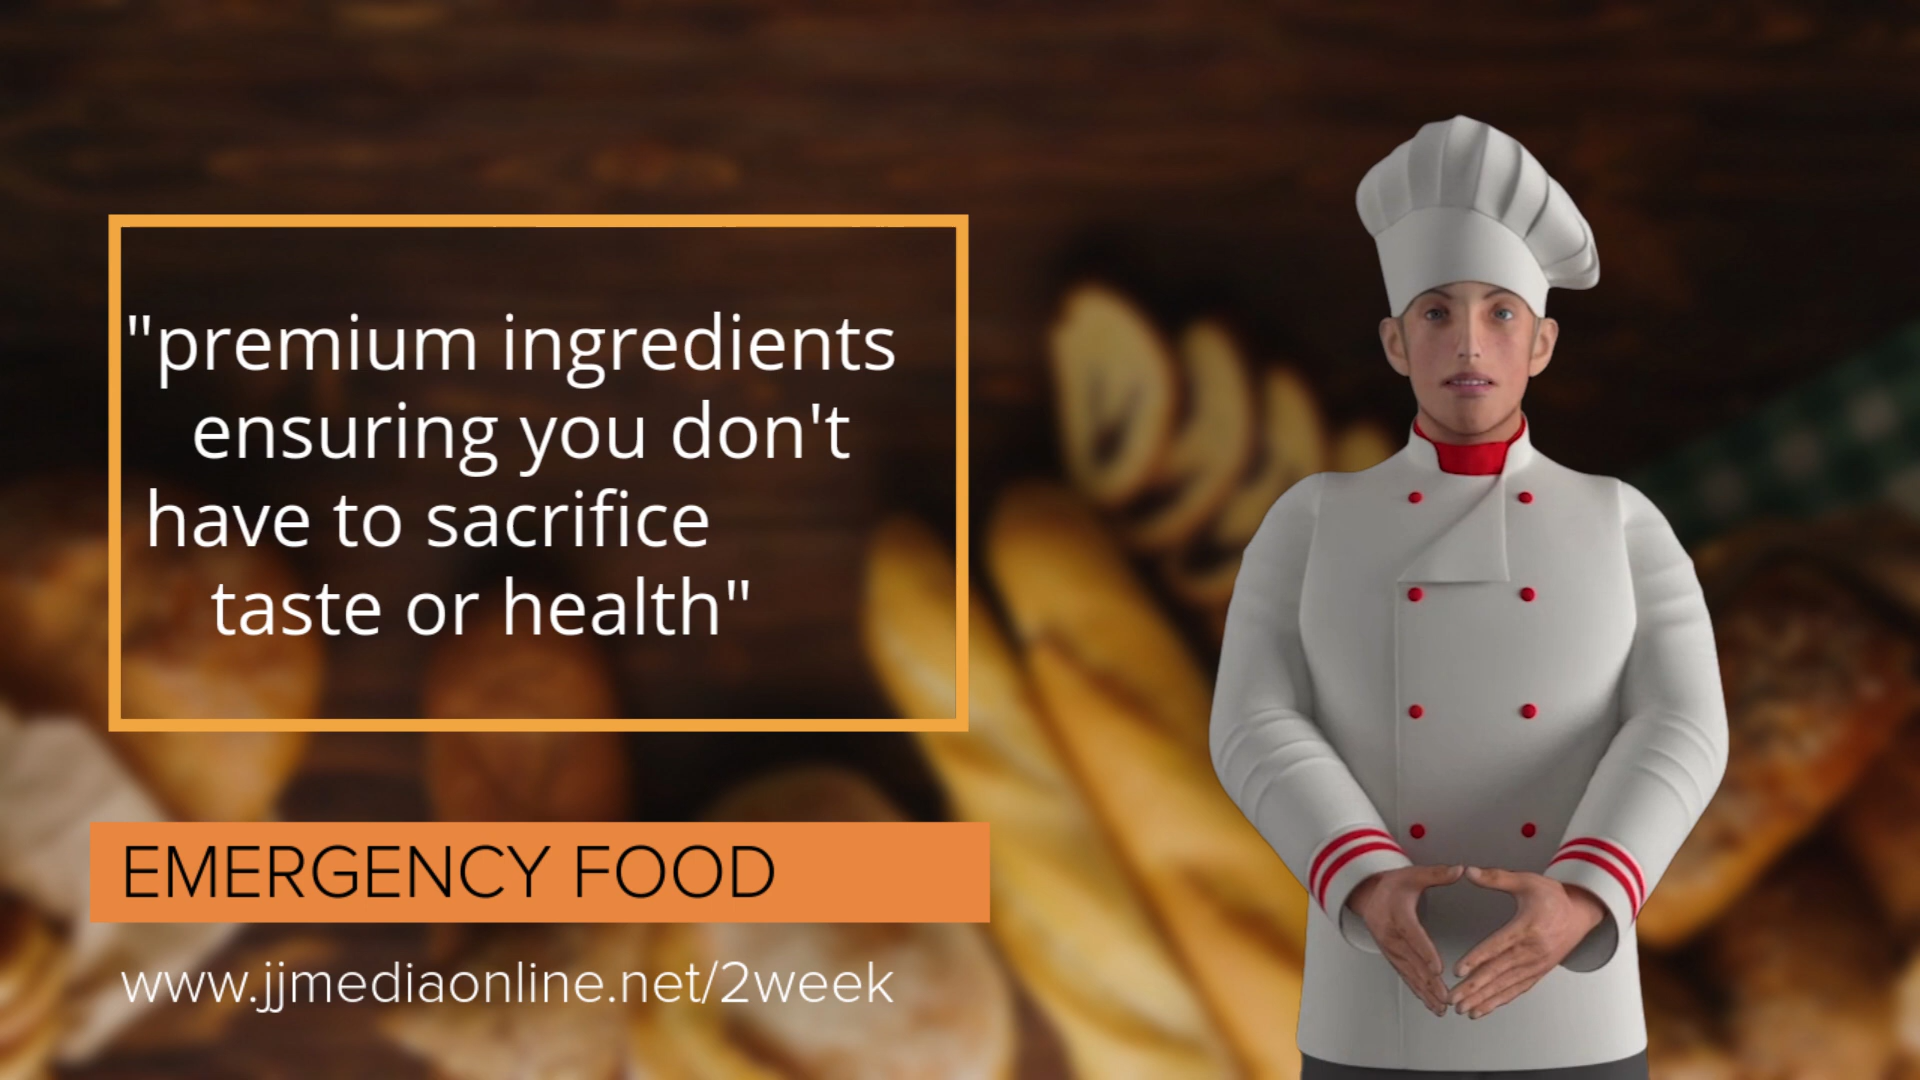 "premium ingredients
ensuring you don't
have to sacrifice
taste or health"
EMERGENCY FOOD
www.jjmediaonline.net/2week